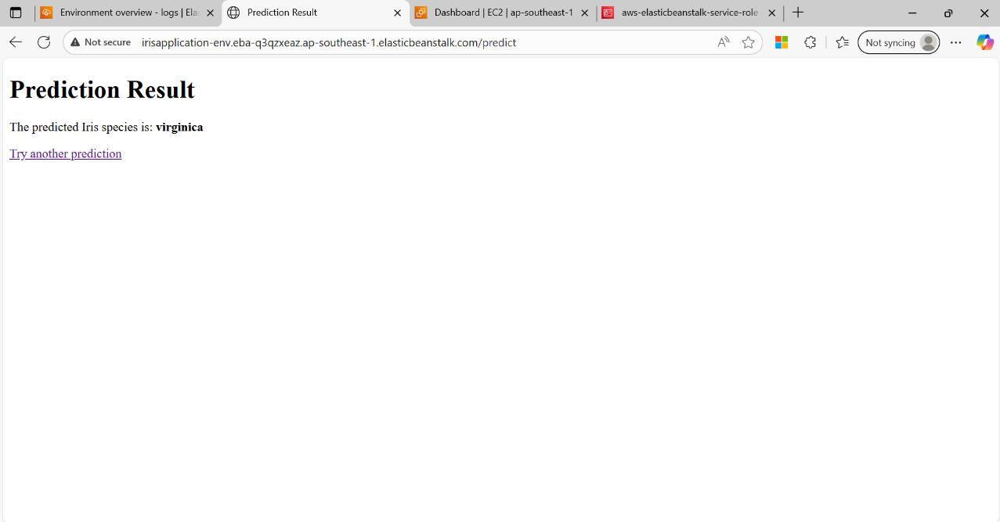 Environment overview - logs | Ela
Prediction Result
Dashboard | EC2 | ap-southeast-1
aws-elasticbeanstalk-service-role
Not secure
irisapplication-env.eba-q3qzxeaz.ap-southeast-1.elasticbeanstalk.com/predict
Not syncing
Prediction Result
The predicted Iris species is: virginica
Try another prediction